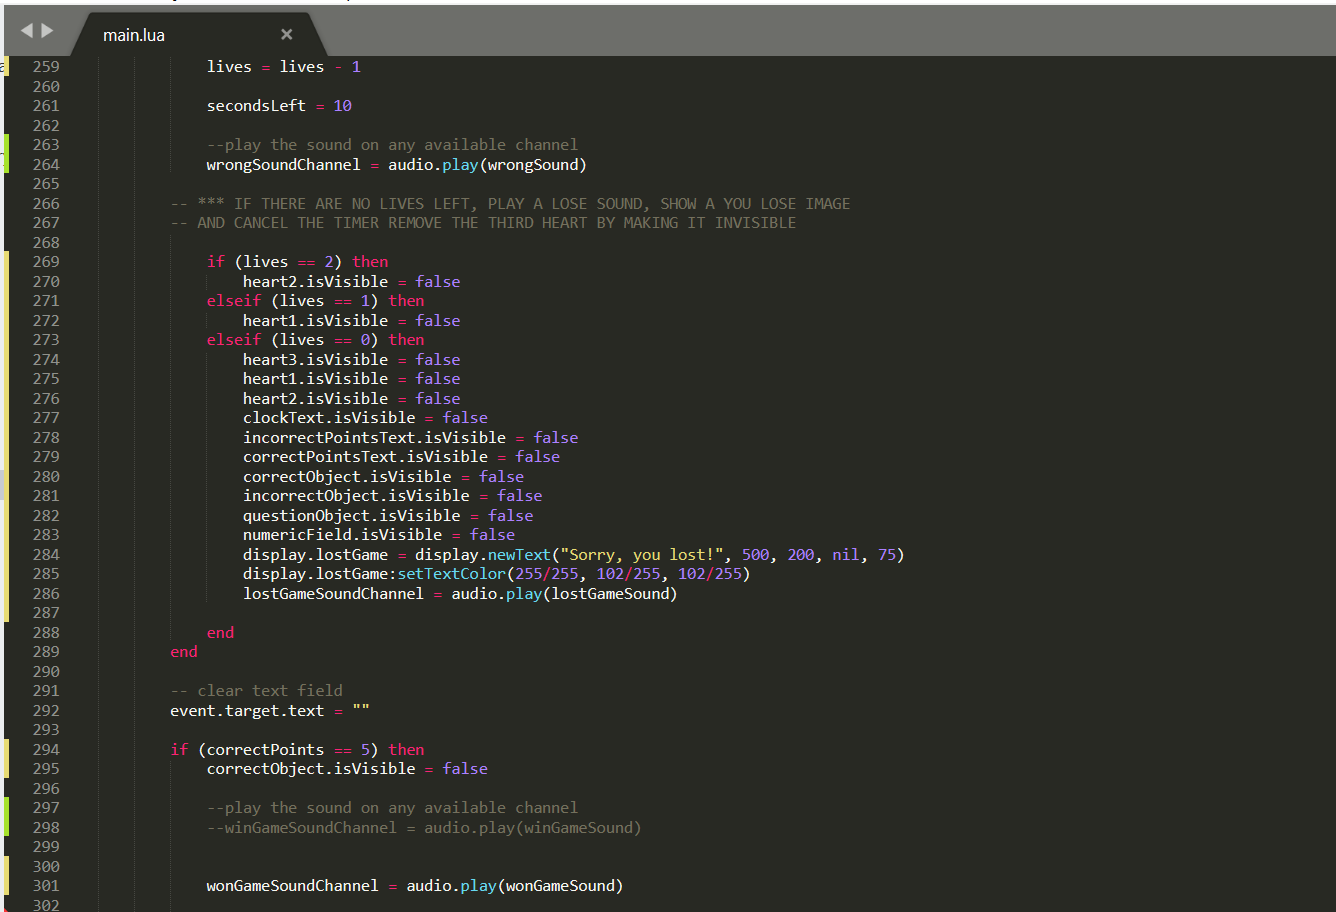 main.lua ×
259 lives = lives - 1
260
261 secondsLeft = 10
262
263 --play the sound on any available channel
264 wrongSoundChannel = audio.play(wrongSound)
265
266 -- *** IF THERE ARE NO LIVES LEFT, PLAY A LOSE SOUND, SHOW A YOU LOSE IMAGE
267 -- AND CANCEL THE TIMER REMOVE THE THIRD HEART BY MAKING IT INVISIBLE
268
269 if (lives == 2) then
270 heart2.isVisible = false
271 elseif (lives == 1) then
272 heart1.isVisible = false
273 elseif (lives == 0) then
274 heart3.isVisible = false
275 heart1.isVisible = false
276 heart2.isVisible = false
277 clockText.isVisible = false
278 incorrectPointsText.isVisible = false
279 correctPointsText.isVisible = false
280 correctObject.isVisible = false
281 incorrectObject.isVisible = false
282 questionObject.isVisible = false
283 numericField.isVisible = false
284 display.lostGame = display.newText("Sorry, you lost!", 500, 200, nil, 75)
285 display.lostGame:setTextColor(255/255, 102/255, 102/255)
286 lostGameSoundChannel = audio.play(lostGameSound)
287
288 end
289 end
290
291 -- clear text field
292 event.target.text = ""
293
294 if (correctPoints == 5) then
295 correctObject.isVisible = false
296
297 --play the sound on any available channel
298 --winGameSoundChannel = audio.play(winGameSound)
299
300
301 wonGameSoundChannel = audio.play(wonGameSound)
302